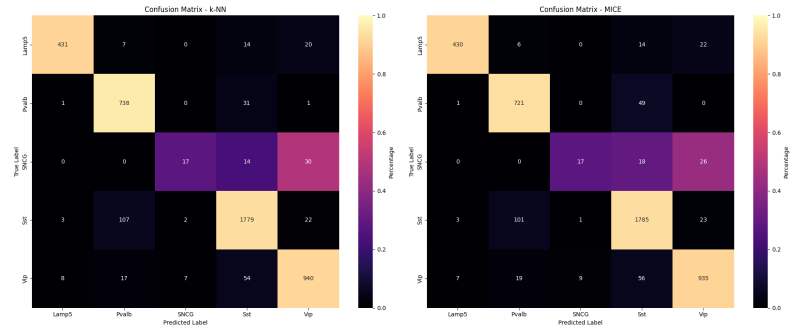 Confusion Matrix - k-NN
Lamp5 431 7 0 14 20
Pvalb 1 738 0 31 1
SNCG 0 0 17 14 30
Sst 3 107 2 1779 22
Vip 8 17 7 54 940
Lamp5 Pvalb SNCG Sst Vip
Predicted Label
True Label
1.0
0.8
0.6
0.4
0.2
0.0
Percentage
Confusion Matrix - MICE
Lamp5 430 6 0 14 22
Pvalb 1 721 0 49 0
SNCG 0 0 17 18 26
Sst 3 101 1 1785 23
Vip 7 19 9 56 935
Lamp5 Pvalb SNCG Sst Vip
Predicted Label
True Label
1.0
0.8
0.6
0.4
0.2
0.0
Percentage